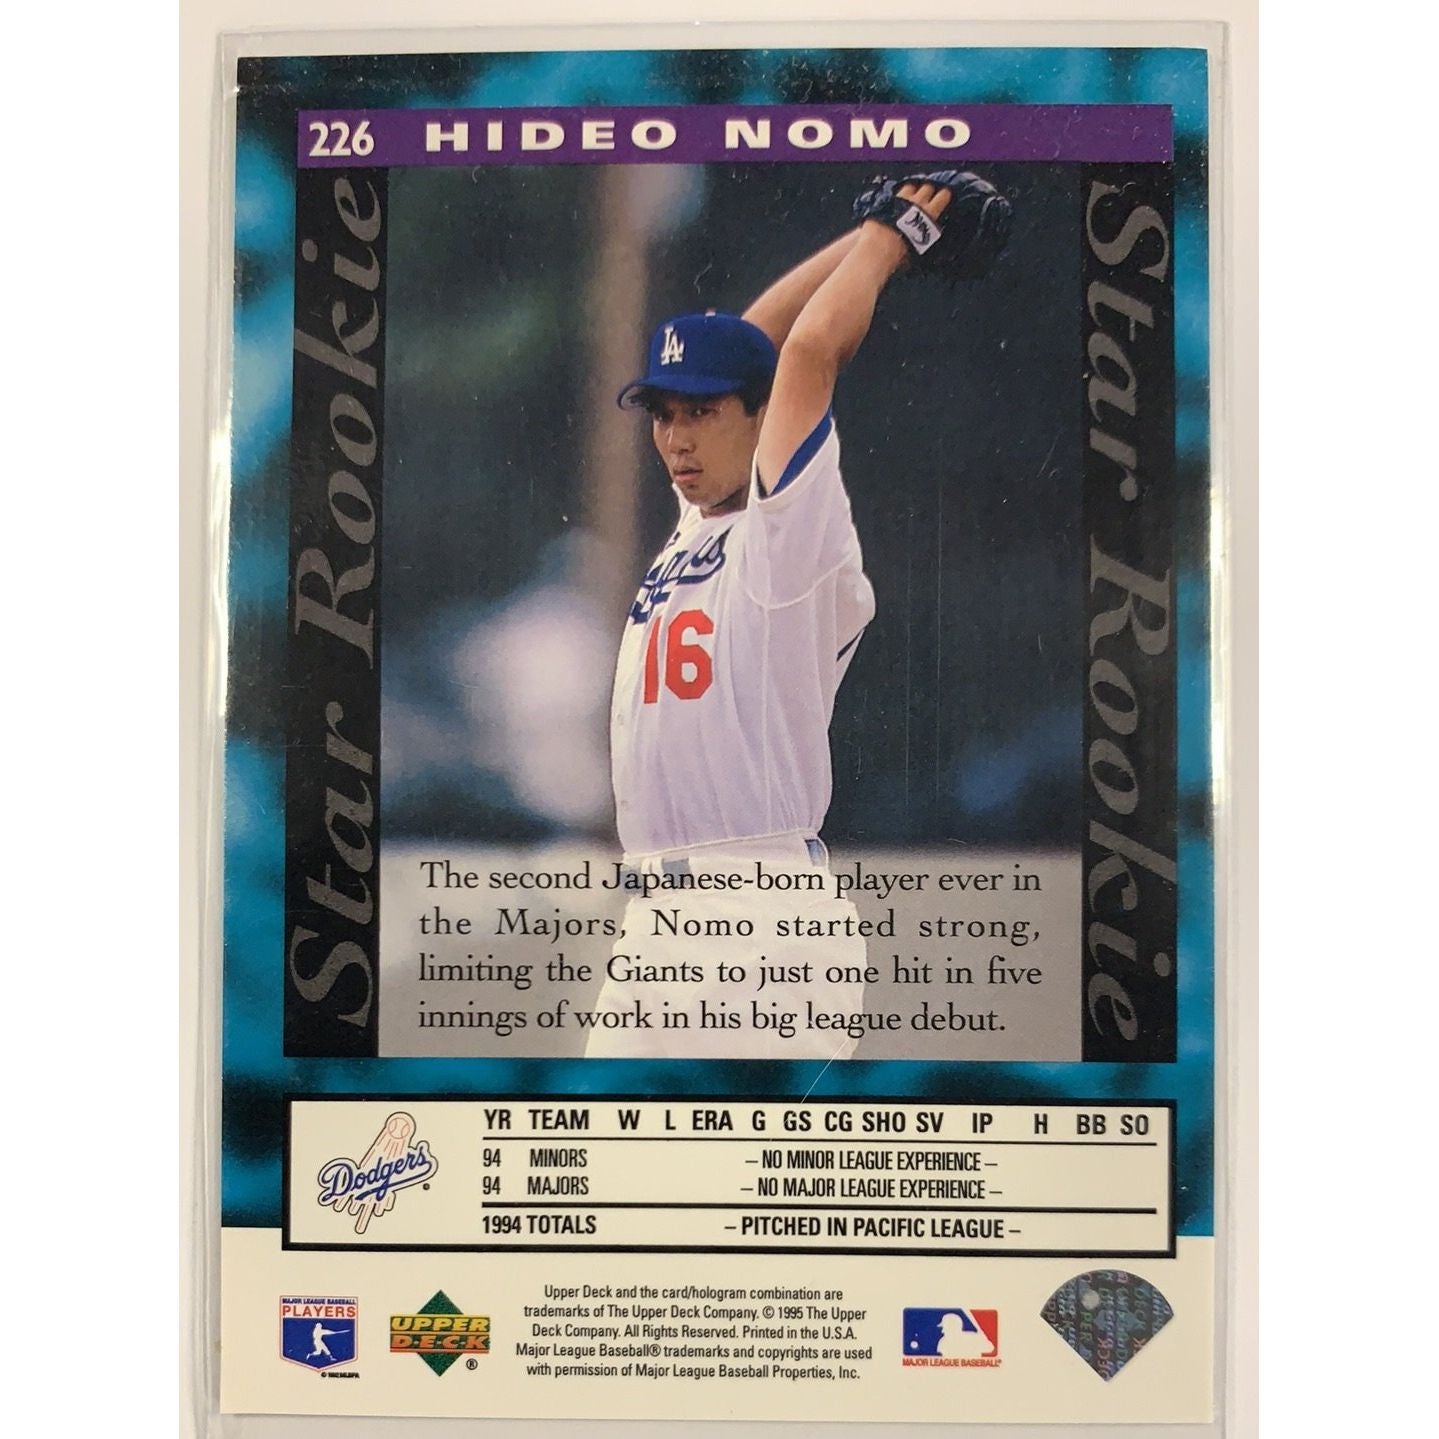 226 HIDEO NOMO
Star Rookie
Star Rookie
LA
Dodgers
16
The second Japanese-born player ever in
the Majors, Nomo started strong,
limiting the Giants to just one hit in five
innings of work in his big league debut.
Dodgers
YR TEAM W L ERA G GS CG SHO SV IP H BB SO
94 MINORS – NO MINOR LEAGUE EXPERIENCE –
94 MAJORS – NO MAJOR LEAGUE EXPERIENCE –
1994 TOTALS – PITCHED IN PACIFIC LEAGUE –
MAJOR LEAGUE BASEBALL
PLAYERS
UPPER
DECK
®
Upper Deck and the card/hologram combination are
trademarks of The Upper Deck Company. © 1995 The Upper
Deck Company. All Rights Reserved. Printed in the U.S.A.
Major League Baseball® trademarks and copyrights are used
with permission of Major League Baseball Properties, Inc.
MAJOR LEAGUE BASEBALL®